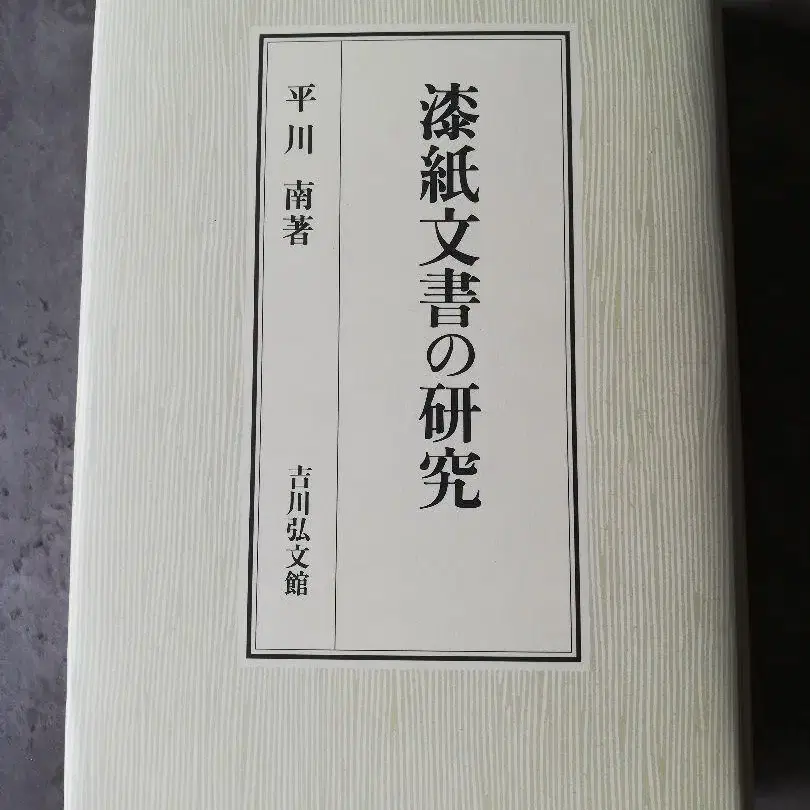 漆紙文書の研究
平川 南著
吉川弘文館